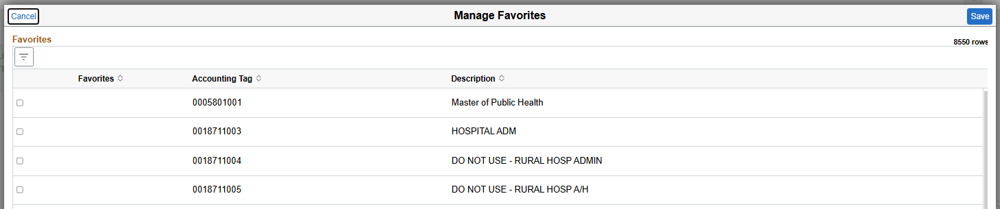 Cancel Manage Favorites Save
Favorites
8550 rows
Favorites Accounting Tag Description
0005801001 Master of Public Health
0018711003 HOSPITAL ADM
0018711004 DO NOT USE - RURAL HOSP ADMIN
0018711005 DO NOT USE - RURAL HOSP A/H